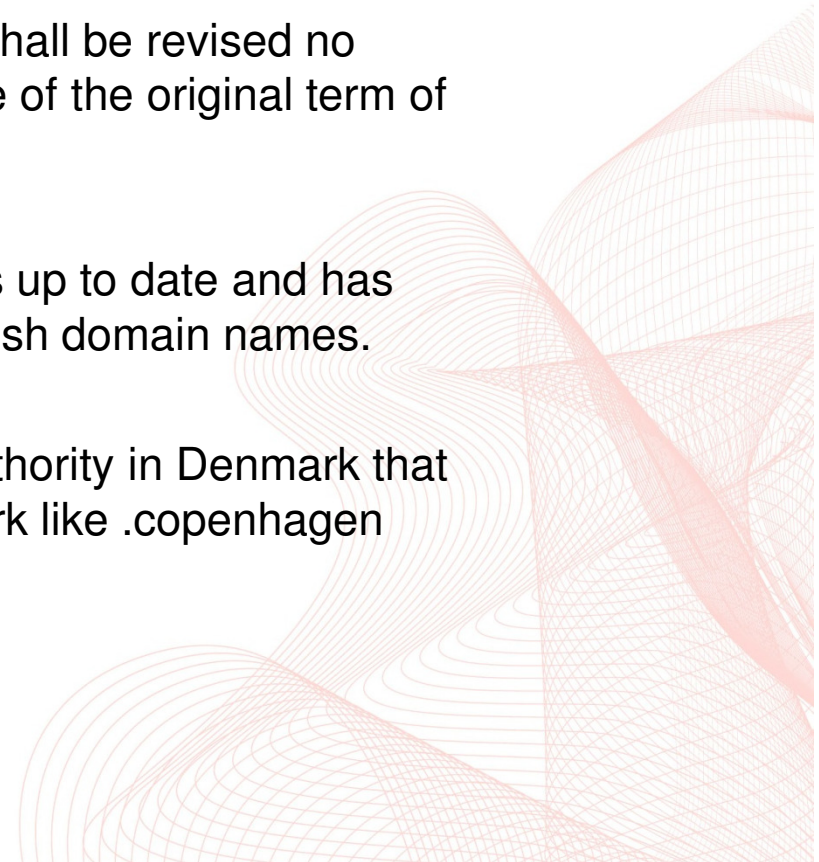 hall be revised no
e of the original term of
s up to date and has
sh domain names.
thority in Denmark that
rk like .copenhagen